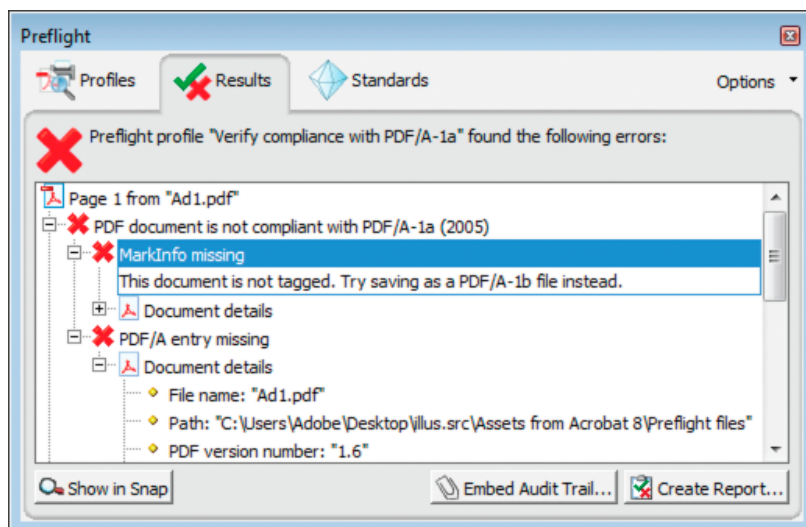 Preflight
Profiles
Results
Standards
Options
Preflight profile "Verify compliance with PDF/A-1a" found the following errors:
Page 1 from "Ad1.pdf"
PDF document is not compliant with PDF/A-1a (2005)
MarkInfo missing
This document is not tagged. Try saving as a PDF/A-1b file instead.
Document details
PDF/A entry missing
Document details
File name: "Ad1.pdf"
Path: "C:\Users\Adobe\Desktop\illus.src\Assets from Acrobat 8\Preflight files"
PDF version number: "1.6"
Show in Snap
Embed Audit Trail...
Create Report...